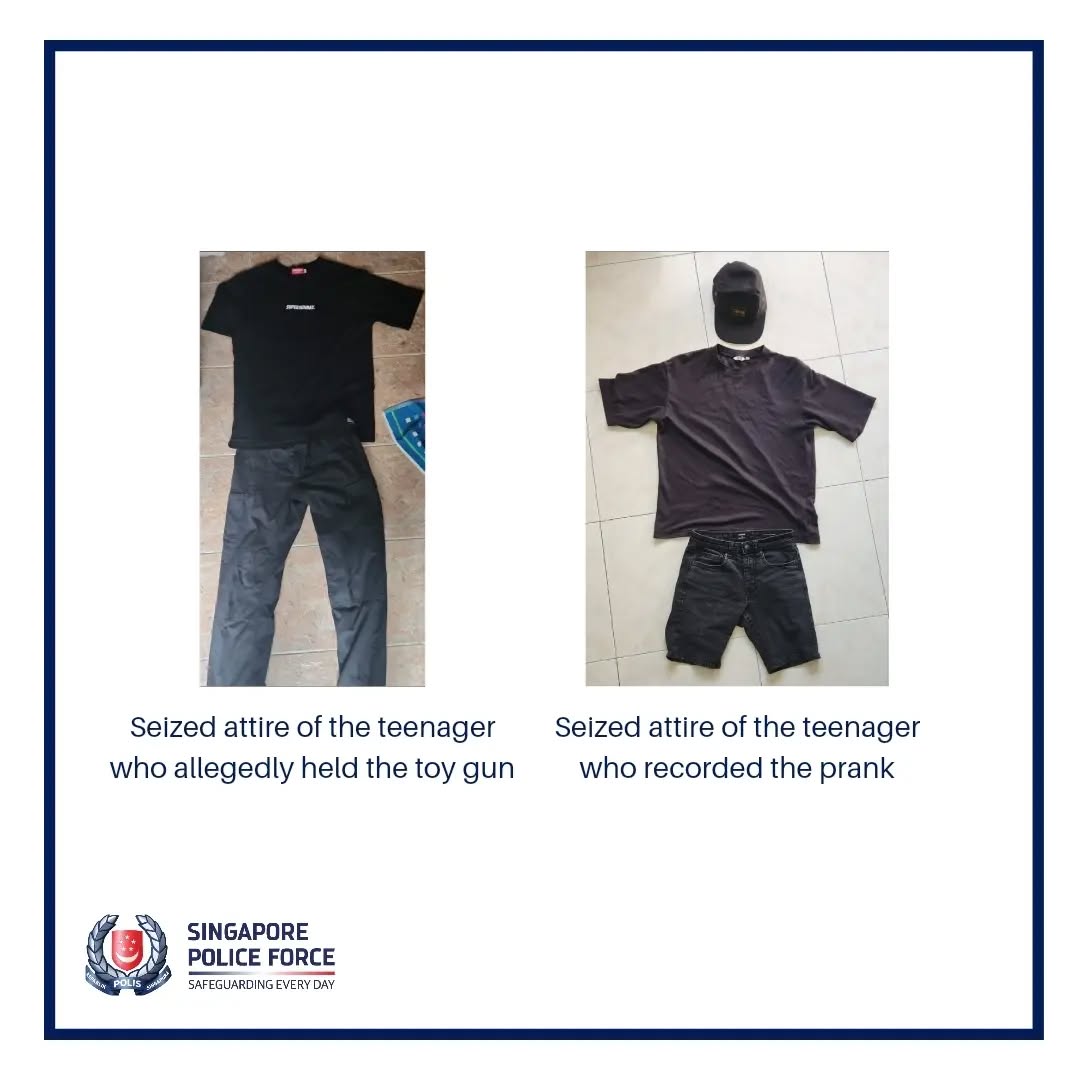 Seized attire of the teenager
who allegedly held the toy gun
Seized attire of the teenager
who recorded the prank
SINGAPORE
POLICE FORCE
SAFEGUARDING EVERY DAY
POLIS